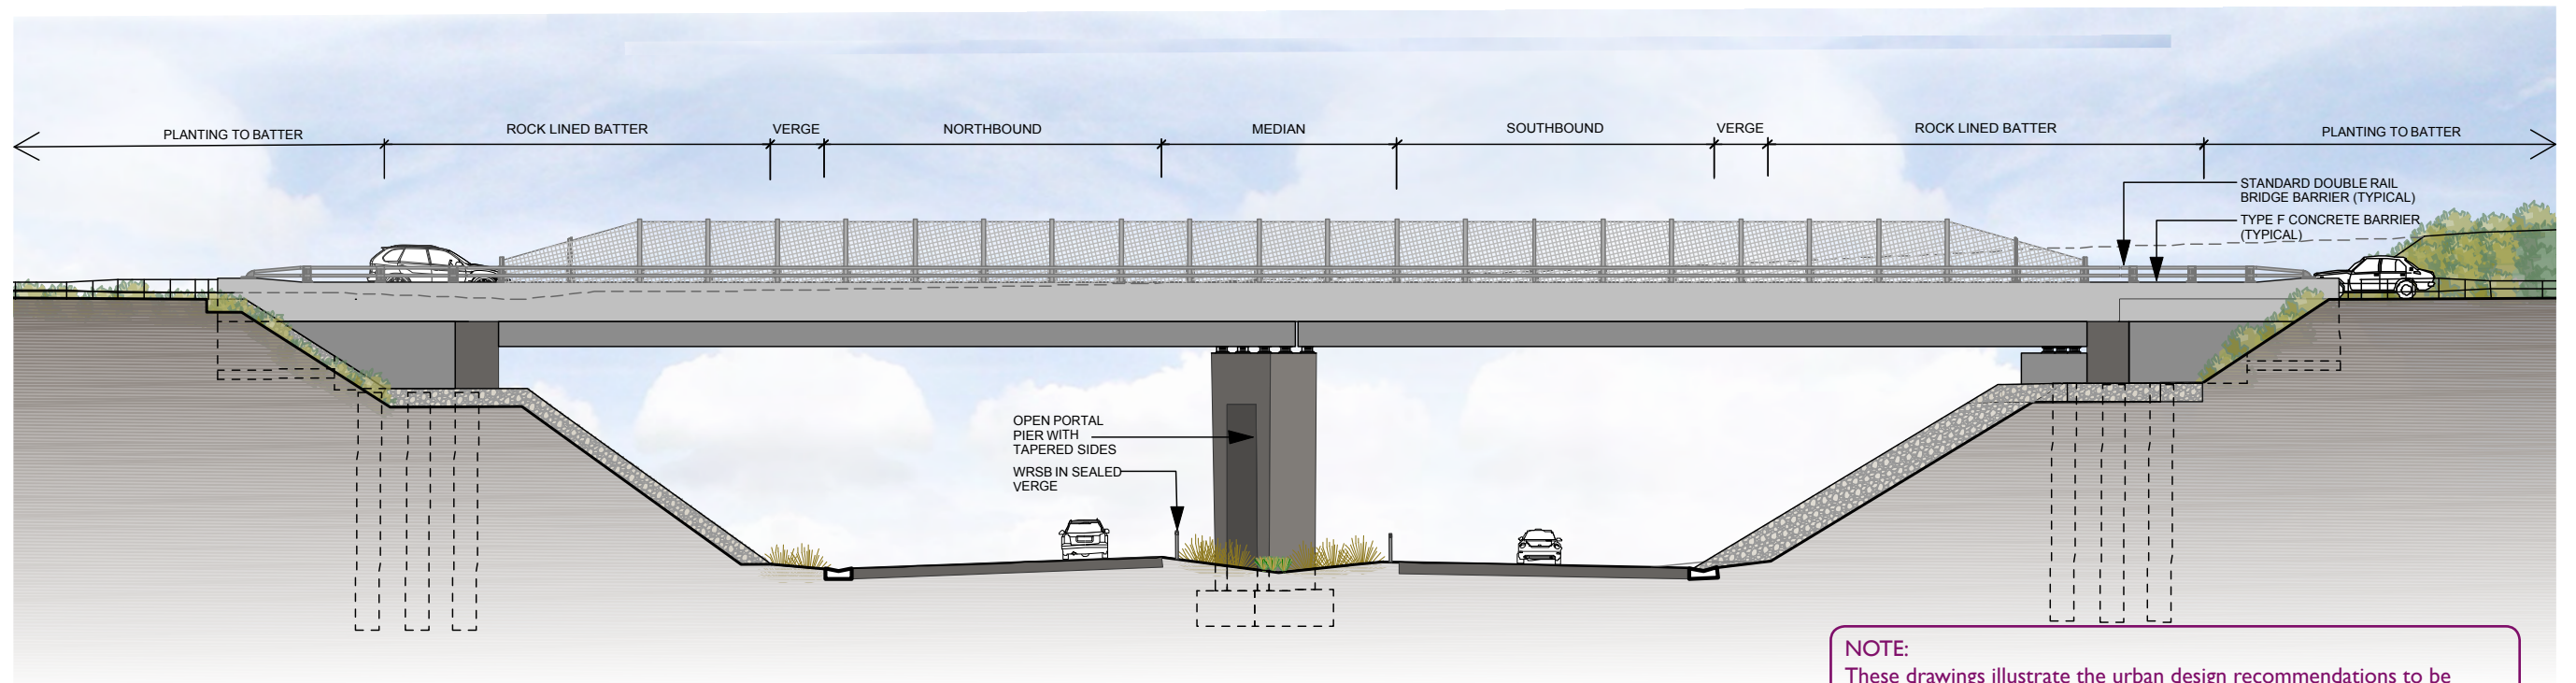 PLANTING TO BATTER
ROCK LINED BATTER
VERGE
NORTHBOUND
MEDIAN
SOUTHBOUND
VERGE
ROCK LINED BATTER
PLANTING TO BATTER
STANDARD DOUBLE RAIL
BRIDGE BARRIER (TYPICAL)
TYPE F CONCRETE BARRIER
(TYPICAL)
OPEN PORTAL
PIER WITH
TAPERED SIDES
WRSB IN SEALED
VERGE
NOTE:
These drawings illustrate the urban design recommendations to be